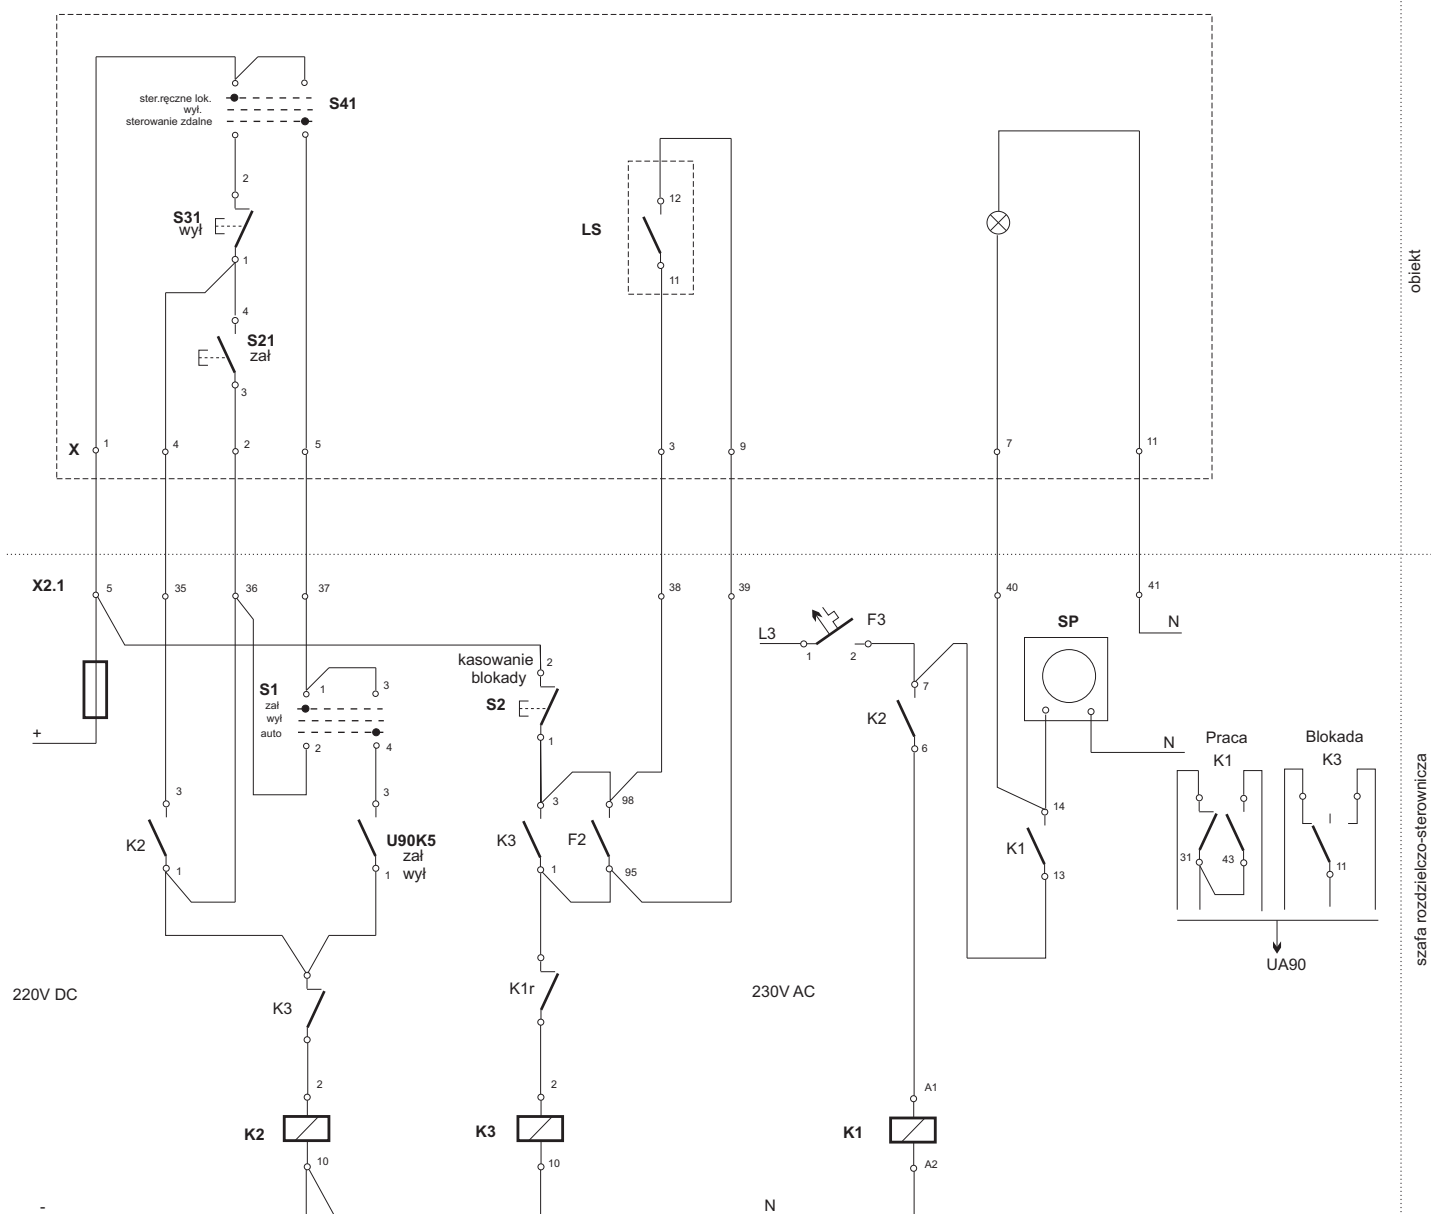 ster.ręczne lok.
wył.
sterowanie zdalne
S41
2
S31
wył
1
4
S21
zał
3
12
LS
11
obiekt
X
1
4
2
5
3
9
7
11
X2.1
5
35
36
37
38
39
40
41
N
L3
F3
1
2
SP
kasowanie
blokady
2
S2
1
S1
zał
wył
auto
1
3
2
4
+
7
K2
6
N
Praca
K1
Blokada
K3
31
43
11
UA90
szafa rozdzielczo-sterownicza
3
K2
1
3
U90K5
zał
wył
1
3
K3
1
98
F2
95
14
K1
13
220V DC
K3
K1r
230V AC
2
K2
10
2
K3
10
A1
K1
A2
-
N